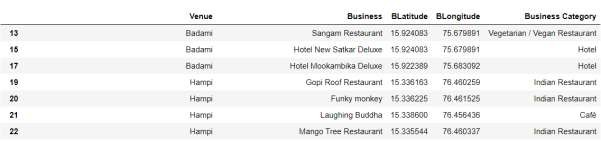 Venue Business BLatitude BLongitude Business Category
13 Badami Sangam Restaurant 15.924083 75.679891 Vegetarian / Vegan Restaurant
15 Badami Hotel New Satkar Deluxe 15.924083 75.679891 Hotel
17 Badami Hotel Mookambika Deluxe 15.922389 75.683092 Hotel
19 Hampi Gopi Roof Restaurant 15.336163 76.460259 Indian Restaurant
20 Hampi Funky monkey 15.336225 76.461525 Indian Restaurant
21 Hampi Laughing Buddha 15.338600 76.456436 Café
22 Hampi Mango Tree Restaurant 15.335544 76.460337 Indian Restaurant